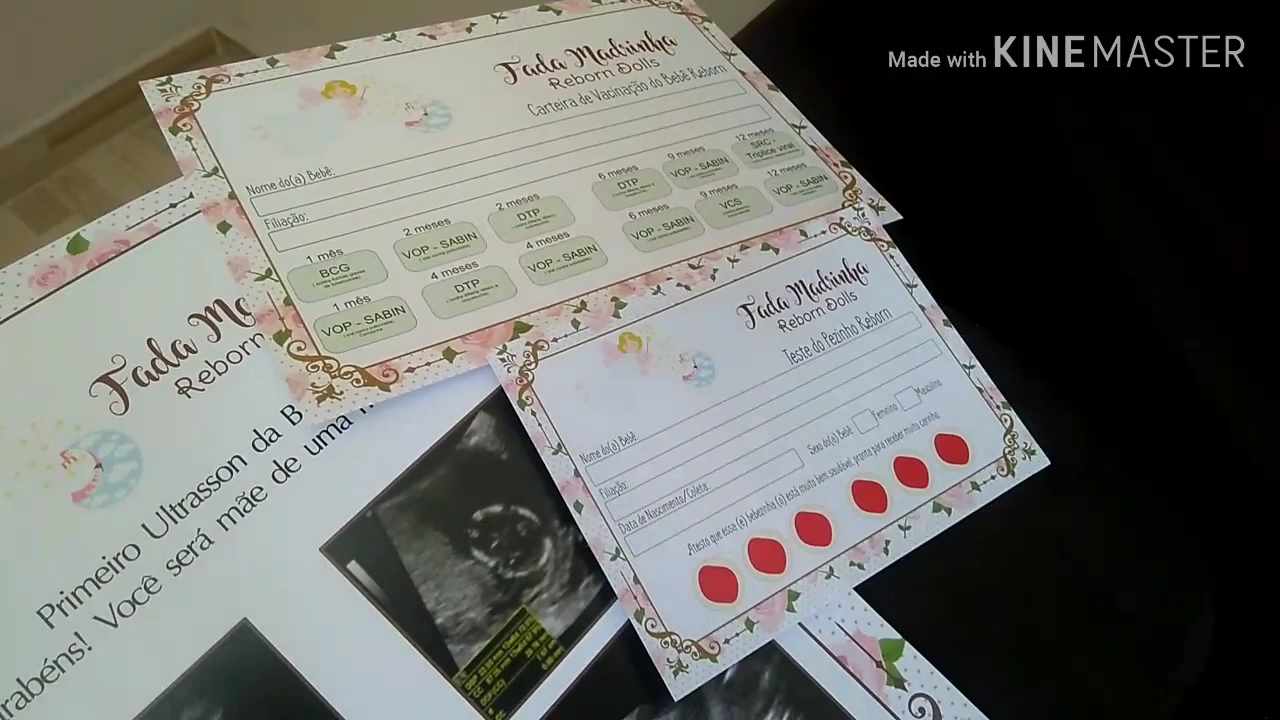 Made with KINEMASTER
Fada Madrinha
Reborn Dolls
Carteira de Vacinação do Bebê Reborn
Nome do(a) Bebê:
Filiação:
1 mês
BCG
1 mês
VOP - SABIN
2 meses
VOP - SABIN
4 meses
DTP
2 meses
DTP
4 meses
VOP - SABIN
6 meses
DTP
6 meses
VOP - SABIN
9 meses
VOP - SABIN
9 meses
VCS
12 meses
SRC -
Triplice viral
12 meses
VOP - SABIN
Fada Madrinha
Reborn Dolls
Teste do Pezinho Reborn
Nome do(a) Bebê
Filiação:
Data de Nascimento/Coleta:
Sexo do(a) Bebê Feminino Masculino
Atesto que essa (e) bebezinha (o) está muito bem saudável, pronta para receber muito carinho.
Fada
Reborn
Primeiro Ultrasson da B
rabéns! Você será mãe de uma